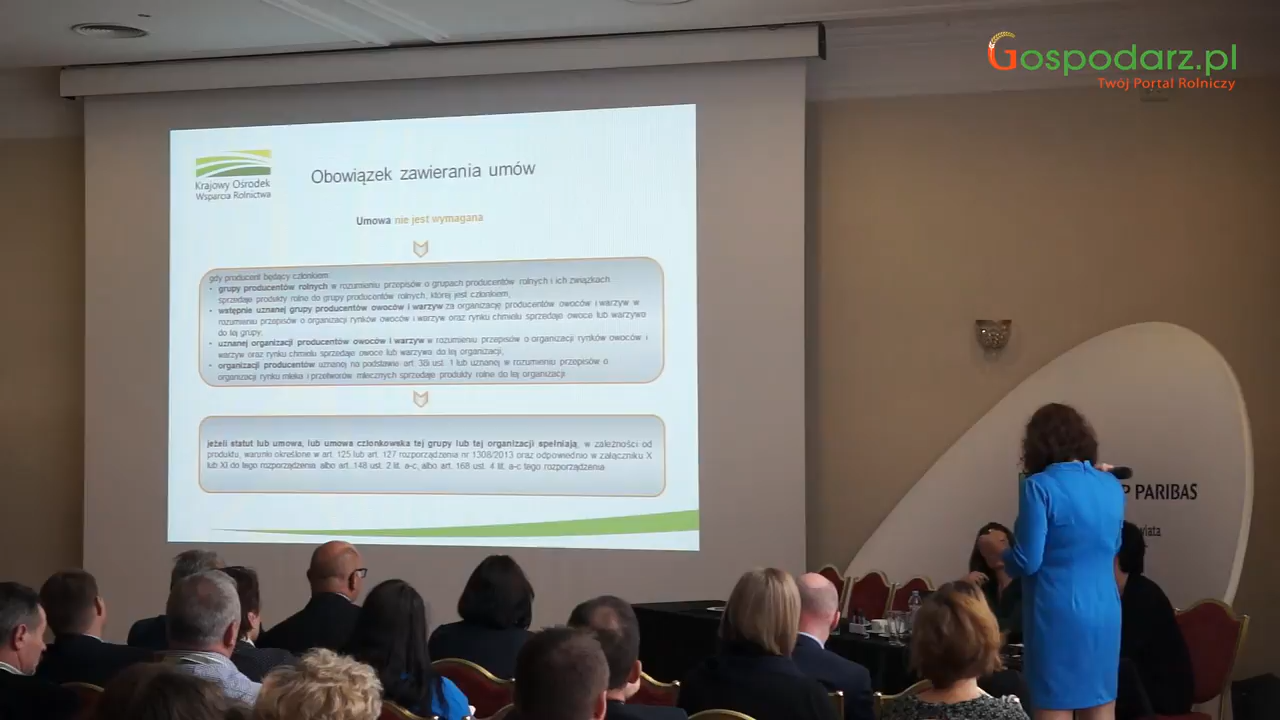 Gospodarz.pl
Twój Portal Rolniczy
Krajowy Ośrodek
Wsparcia Rolnictwa
Obowiązek zawierania umów
Umowa nie jest wymagana
gdy producent będący członkiem:
• grupy producentów rolnych w rozumieniu przepisów o grupach producentów rolnych i ich związkach
sprzedaje produkty rolne do grupy producentów rolnych, której jest członkiem,
• wstępnie uznanej grupy producentów owoców i warzyw za organizację producentów owoców i warzyw w
rozumieniu przepisów o organizacji rynków owoców i warzyw oraz rynku chmielu sprzedaje owoce lub warzywa
do tej grupy,
• uznanej organizacji producentów owoców i warzyw w rozumieniu przepisów o organizacji rynków owoców i
warzyw oraz rynku chmielu sprzedaje owoce lub warzywa do tej organizacji,
• organizacji producentów uznanej na podstawie art. 38i ust. 1 lub uznanej w rozumieniu przepisów o
organizacji rynku mleka i przetworów mlecznych sprzedaje produkty rolne do tej organizacji
jeżeli statut lub umowa, lub umowa członkowska tej grupy lub tej organizacji spełniają, w zależności od
produktu, warunki określone w art. 125 lub art. 127 rozporządzenia nr 1308/2013 oraz odpowiednio w załączniku X
lub XI do tego rozporządzenia albo art. 148 ust. 2 lit. a-c, albo art. 168 ust. 4 lit. a-c tego rozporządzenia
P PARIBAS